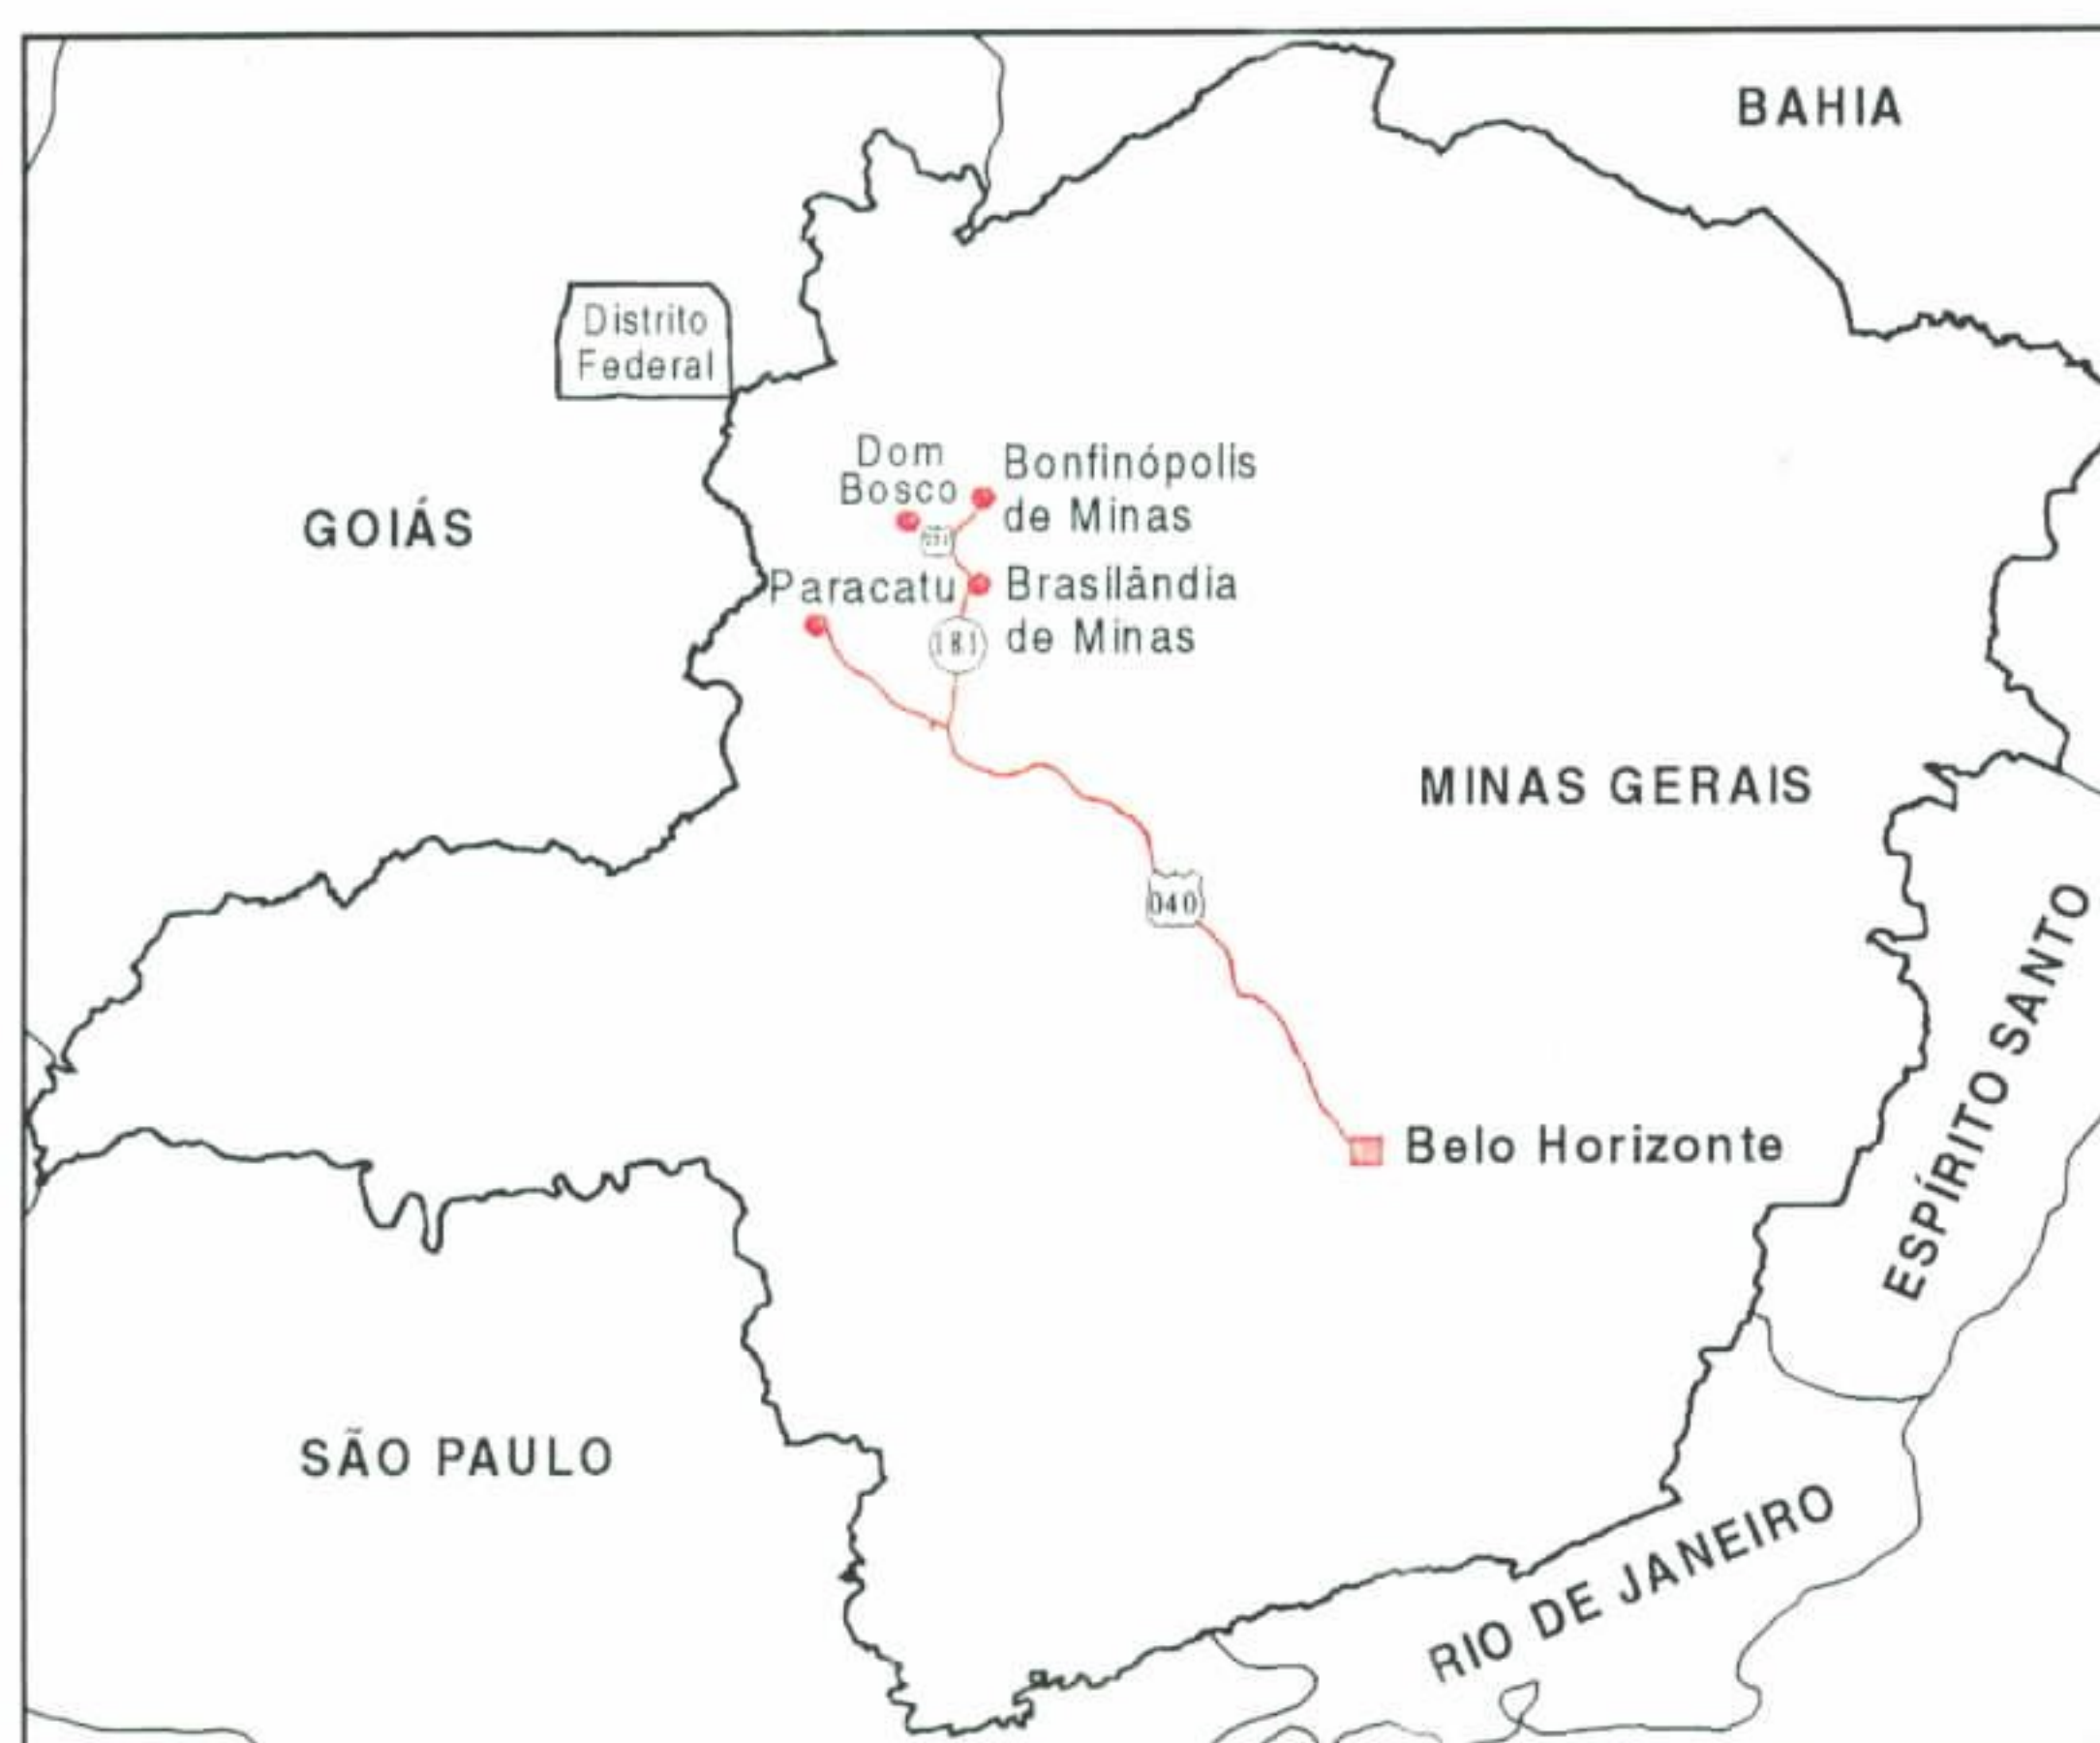 BAHIA
Distrito
Federal
Dom
Bosco
Bonfinópolis
de Minas
GOIÁS
Paracatu
Brasilândia
de Minas
181
MINAS GERAIS
040
ESPÍRITO SANTO
Belo Horizonte
SÃO PAULO
RIO DE JANEIRO